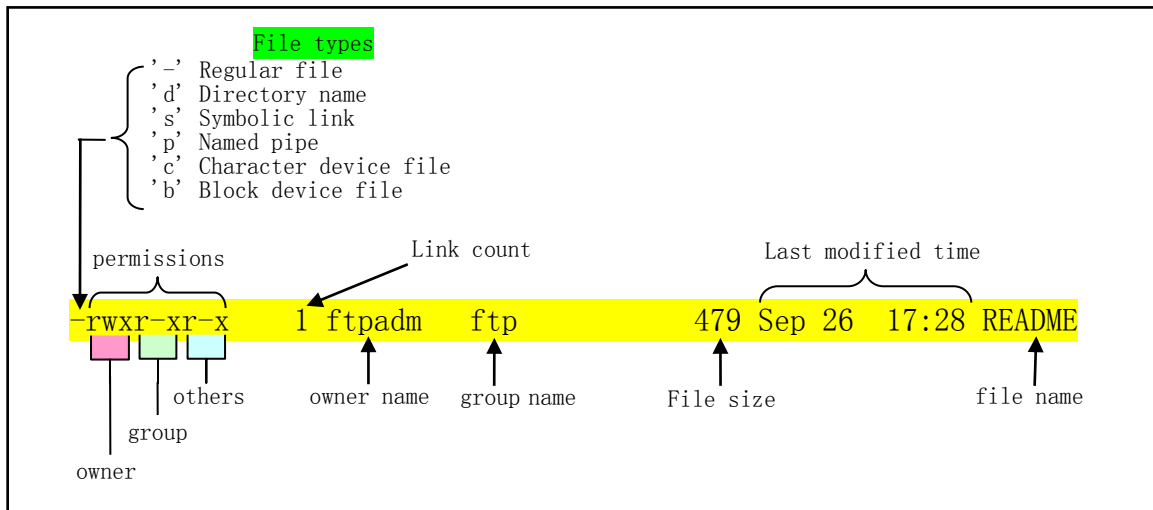 File types
'-' Regular file
'd' Directory name
's' Symbolic link
'p' Named pipe
'c' Character device file
'b' Block device file
permissions
Link count
Last modified time
-rwxr-xr-x 1 ftpadm ftp 479 Sep 26 17:28 README
others
owner name
group name
File size
file name
group
owner